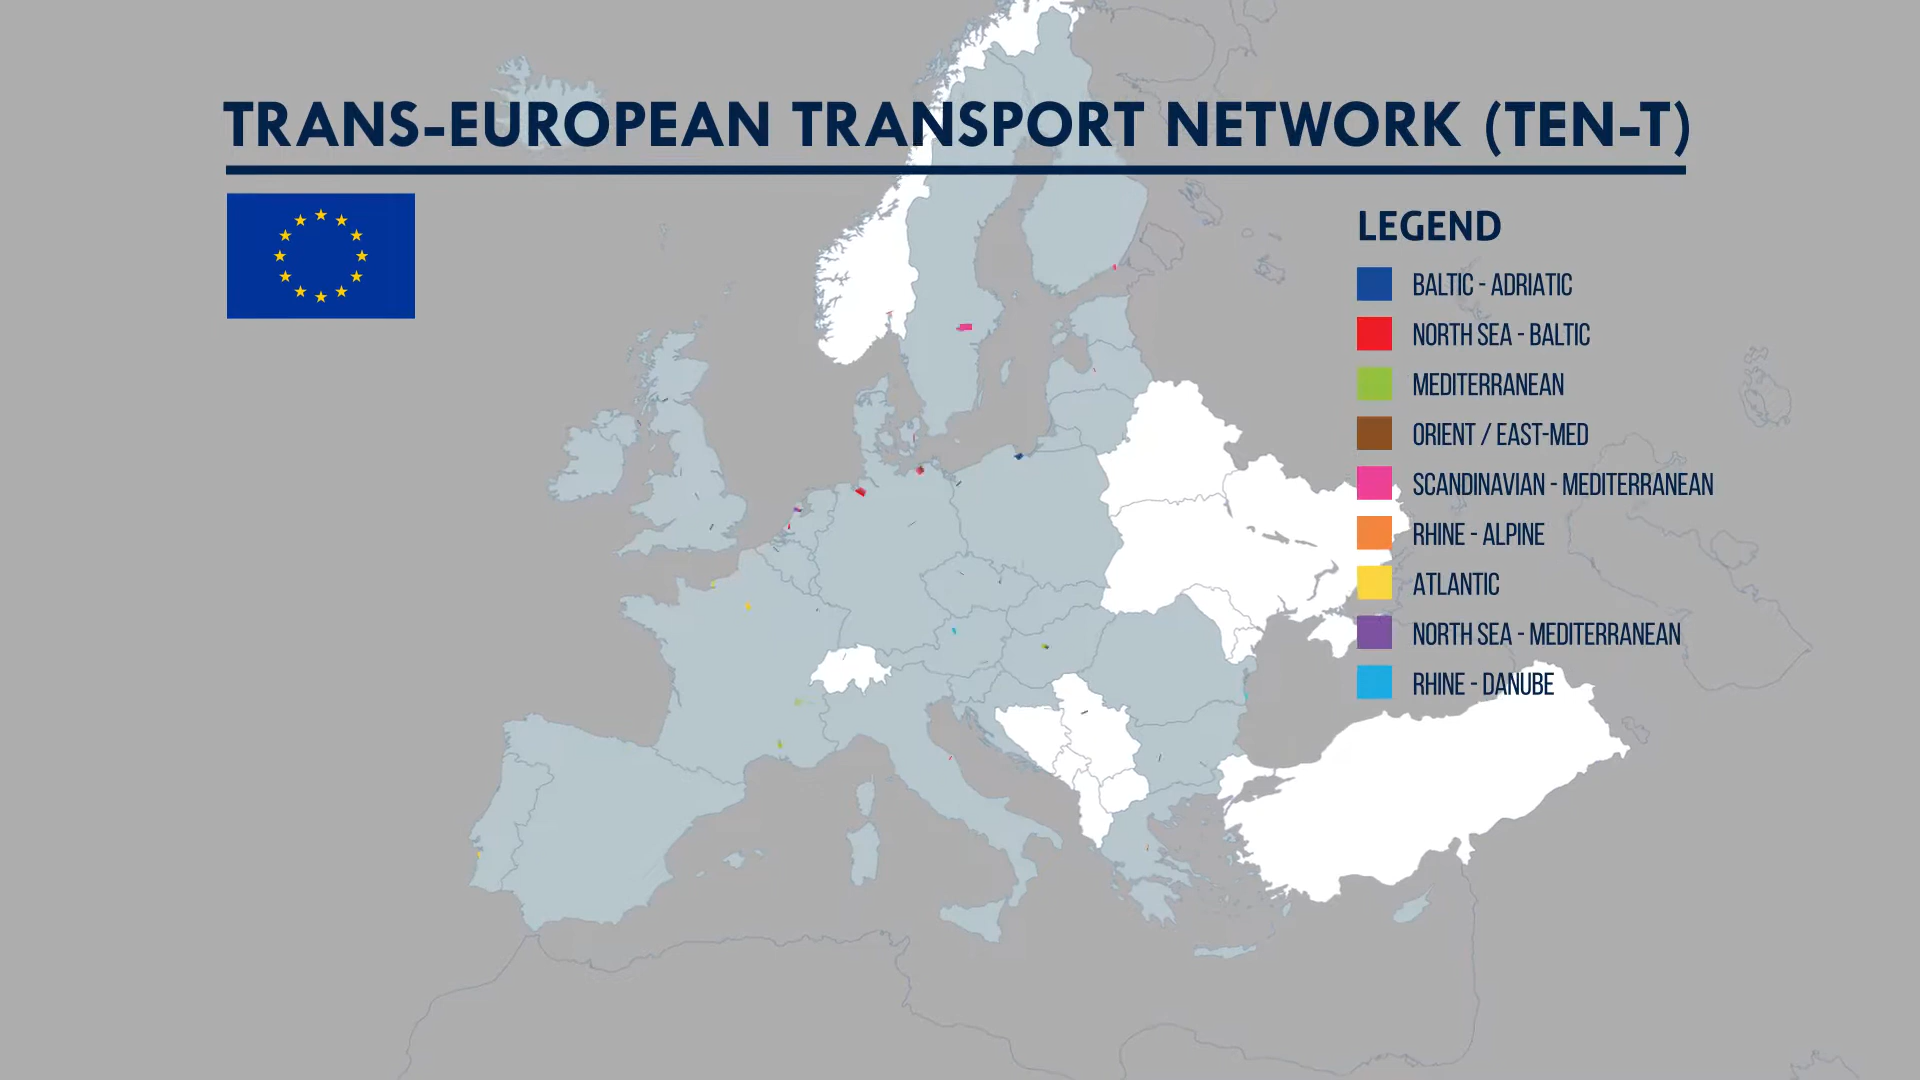 TRANS-EUROPEAN TRANSPORT NETWORK (TEN-T)
LEGEND
BALTIC - ADRIATIC
NORTH SEA - BALTIC
MEDITERRANEAN
ORIENT / EAST-MED
SCANDINAVIAN - MEDITERRANEAN
RHINE - ALPINE
ATLANTIC
NORTH SEA - MEDITERRANEAN
RHINE - DANUBE